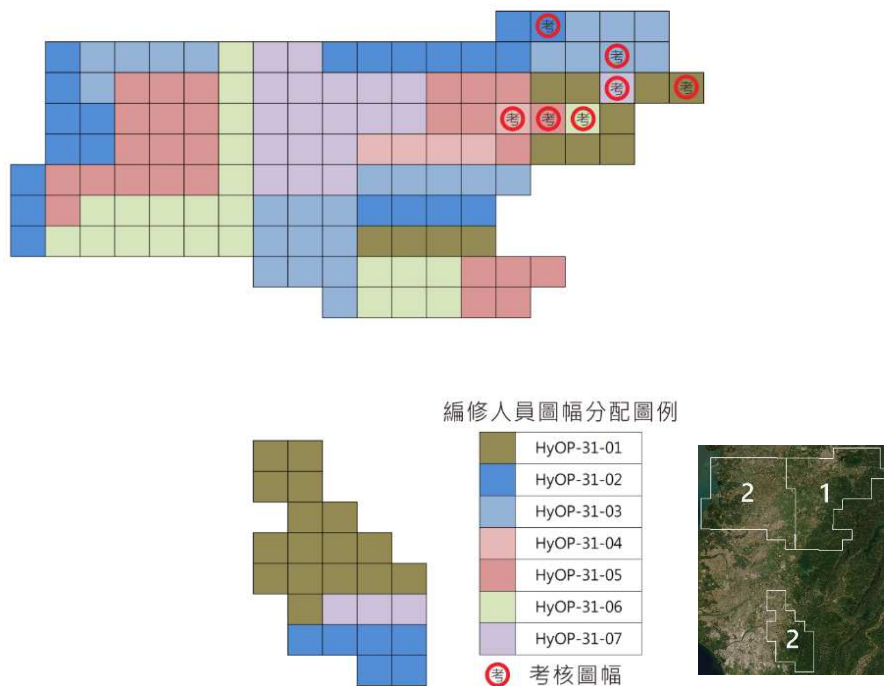 考
考
考 考
考 考 考
編修人員圖幅分配圖例
HyOP-31-01
HyOP-31-02
HyOP-31-03
HyOP-31-04
HyOP-31-05
HyOP-31-06
HyOP-31-07
考 考核圖幅
2 1
2